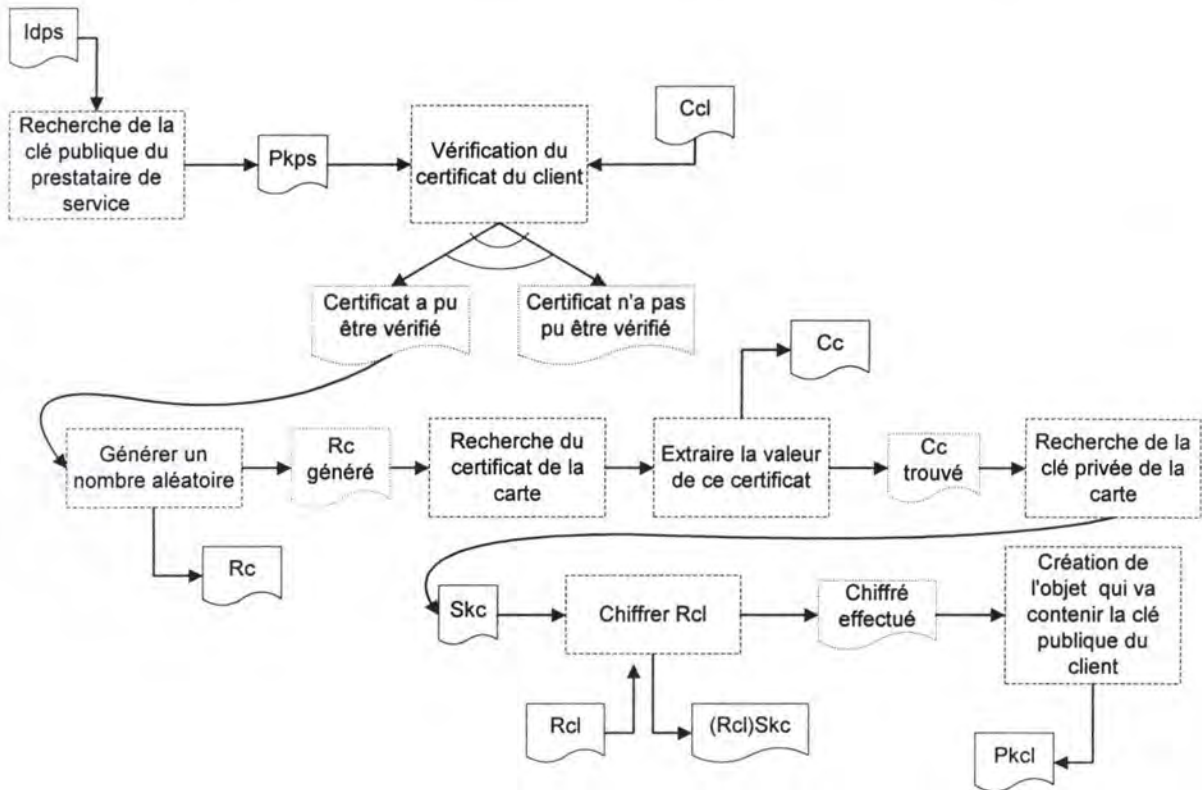 Idps
Recherche de la
clé publique du
prestataire de
service
Pkps
Vérification du
certificat du client
Ccl
Certificat a pu
être vérifié
Certificat n'a pas
pu être vérifié
Cc
Générer un
nombre aléatoire
Rc
généré
Recherche du
certificat de la
carte
Extraire la valeur
de ce certificat
Cc
trouvé
Recherche de la
clé privée de la
carte
Rc
Skc
Chiffrer Rcl
Chiffré
effectué
Création de
l'objet qui va
contenir la clé
publique du
client
Rcl
(Rcl)Skc
Pkcl